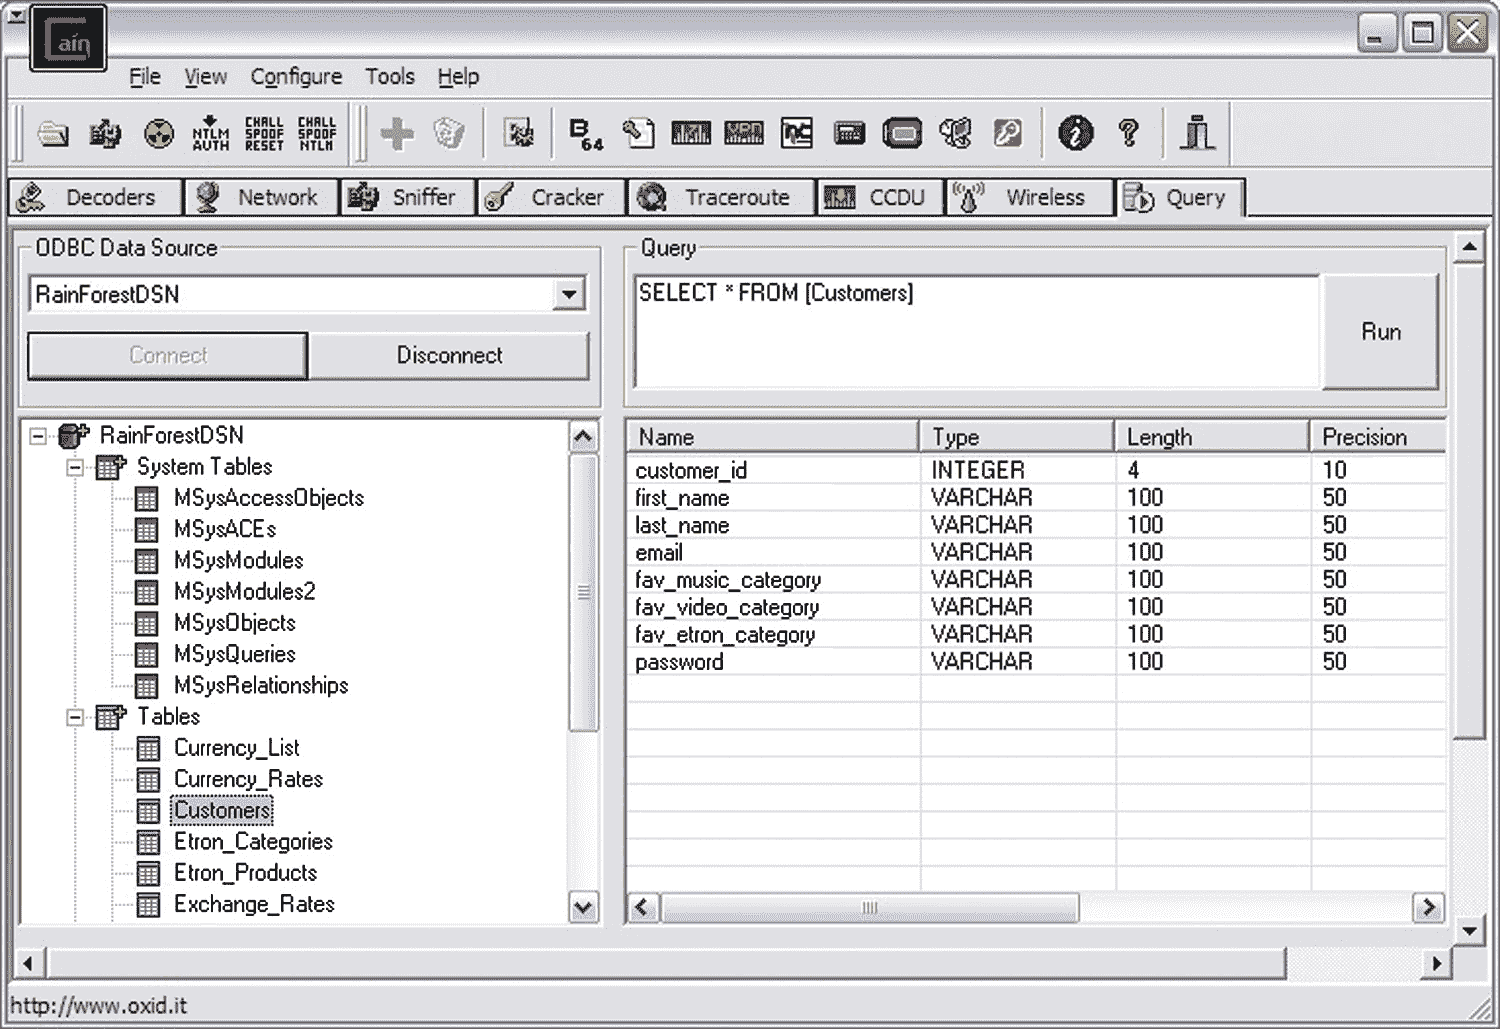 Cain
File View Configure Tools Help
NTLM AUTH CHALL SPOOF RESET CHALL SPOOF NTLM B 64 VPN nc
Decoders Network Sniffer Cracker Traceroute CCDU Wireless Query
ODBC Data Source
RainForestDSN
Connect Disconnect
Query
SELECT * FROM [Customers]
Run
RainForestDSN
System Tables
MSysAccessObjects
MSysACEs
MSysModules
MSysModules2
MSysObjects
MSysQueries
MSysRelationships
Tables
Currency_List
Currency_Rates
Customers
Etron_Categories
Etron_Products
Exchange_Rates
Name Type Length Precision
customer_id INTEGER 4 10
first_name VARCHAR 100 50
last_name VARCHAR 100 50
email VARCHAR 100 50
fav_music_category VARCHAR 100 50
fav_video_category VARCHAR 100 50
fav_etron_category VARCHAR 100 50
password VARCHAR 100 50
http://www.oxid.it